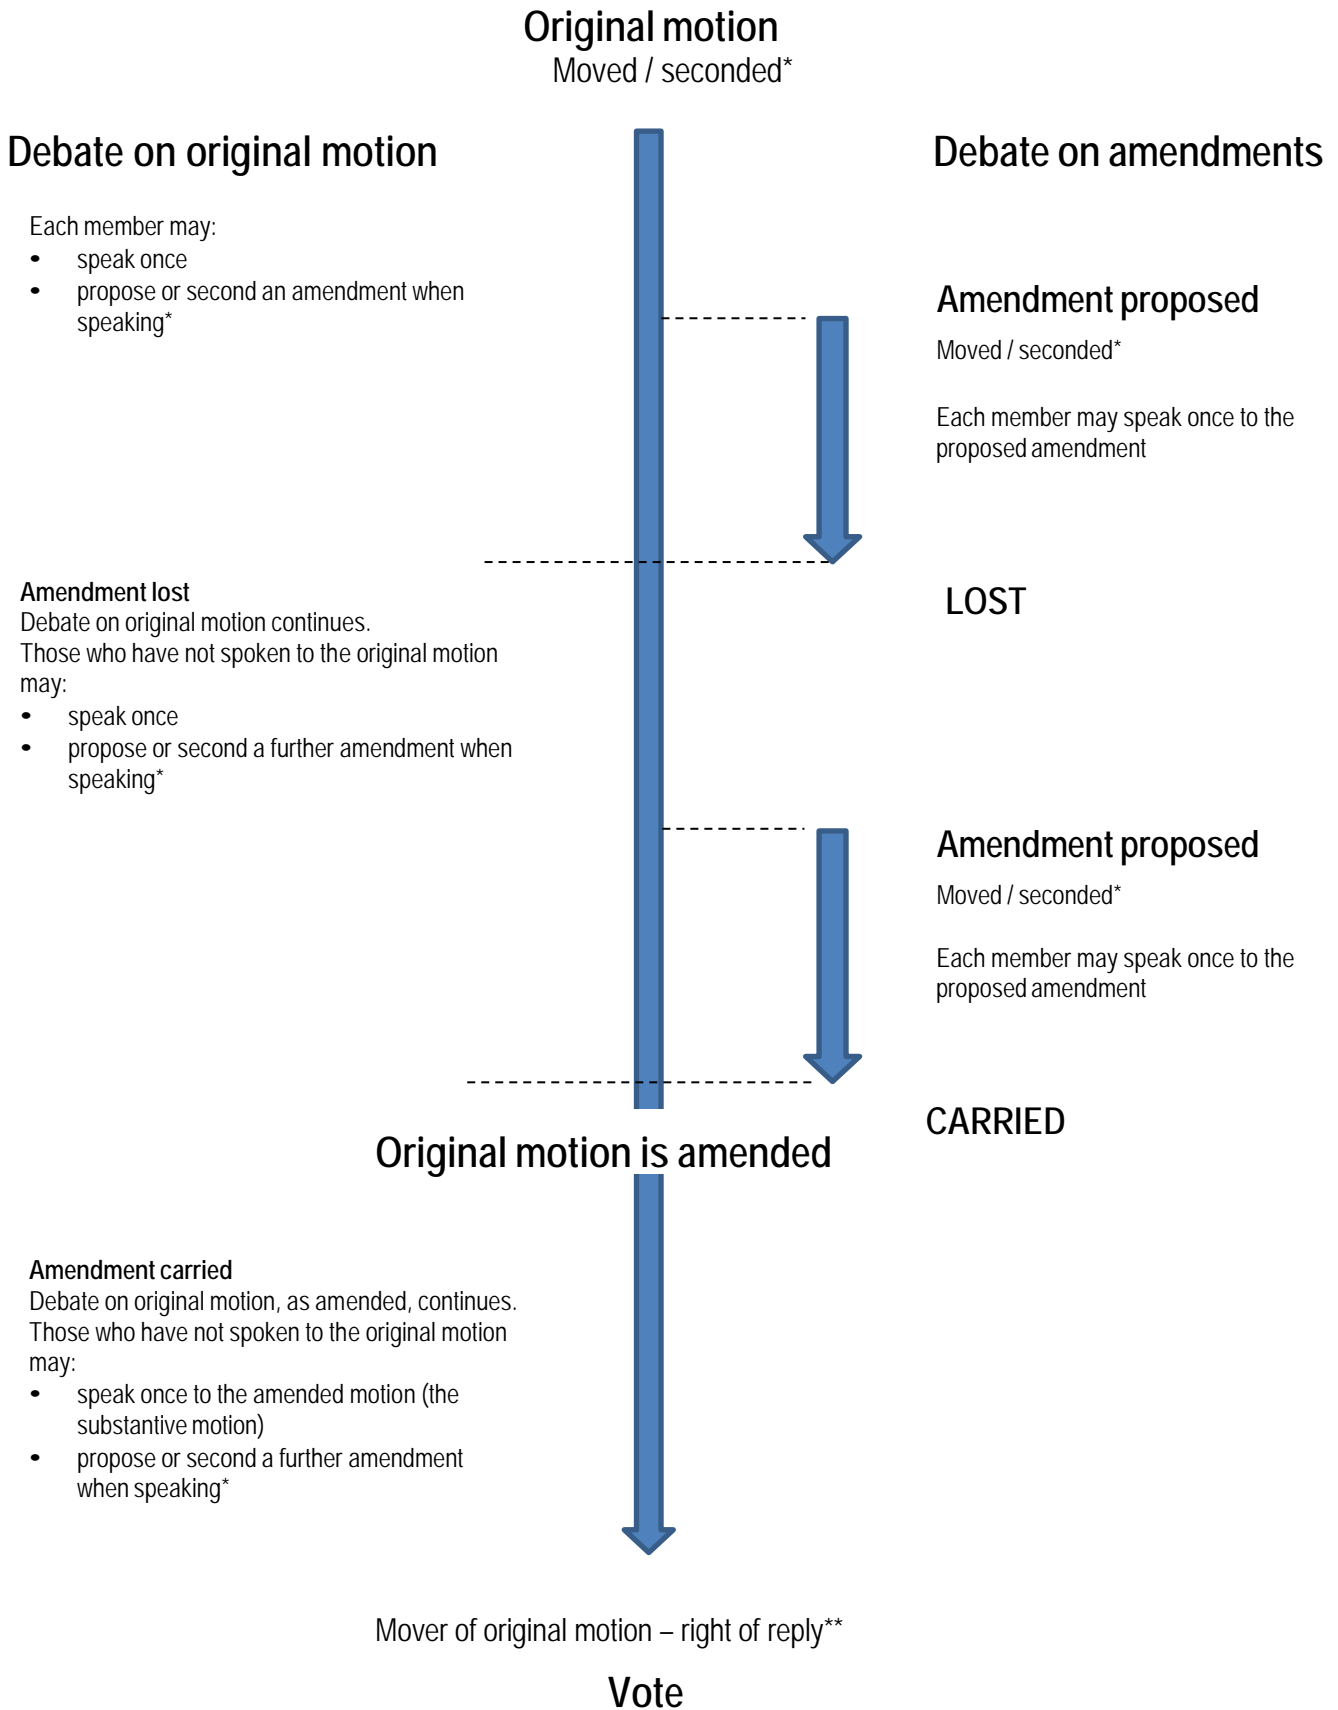 Original motion
Moved / seconded*
Debate on original motion
Debate on amendments
Each member may:
• speak once
• propose or second an amendment when
speaking*
Amendment proposed
Moved / seconded*
Each member may speak once to the
proposed amendment
LOST
Amendment lost
Debate on original motion continues.
Those who have not spoken to the original motion
may:
• speak once
• propose or second a further amendment when
speaking*
Amendment proposed
Moved / seconded*
Each member may speak once to the
proposed amendment
CARRIED
Original motion is amended
Amendment carried
Debate on original motion, as amended, continues.
Those who have not spoken to the original motion
may:
• speak once to the amended motion (the
substantive motion)
• propose or second a further amendment
when speaking*
Mover of original motion – right of reply**
Vote